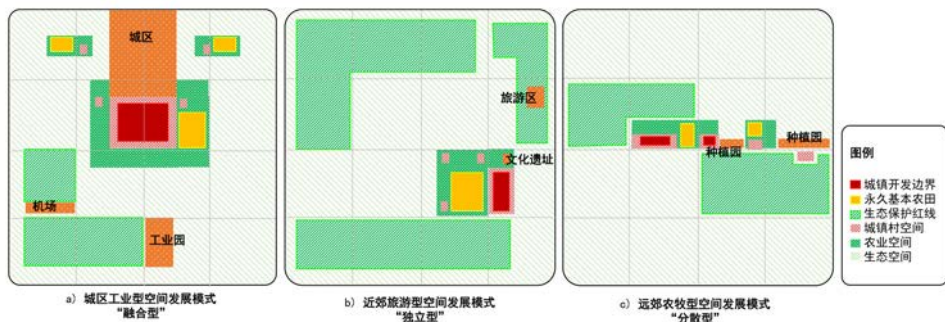 城区
机场
工业园
旅游区
文化遗址
种植园
种植园
图例
城镇开发边界
永久基本农田
生态保护红线
城镇村空间
农业空间
生态空间
a）城区工业型空间发展模式
“融合型”
b）近郊旅游型空间发展模式
“独立型”
c）远郊农牧型空间发展模式
“分散型”